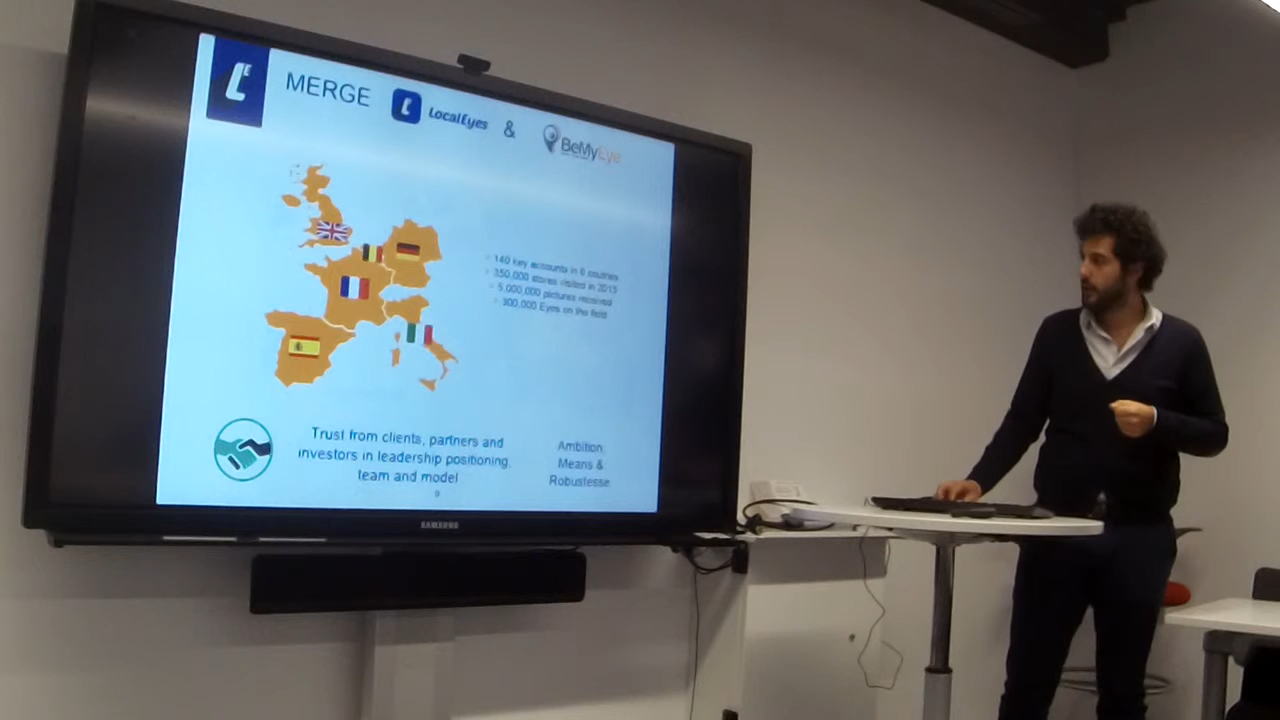 MERGE
LocalEyes
&
BeMyEye
140 key accounts in 6 coutries
350,000 stores visited in 2015
5,000,000 pictures received
300,000 Eyes on the field
Trust from clients, partners and
investors in leadership positioning,
team and model
Ambition
Means &
Robustesse
9
SAMSUNG